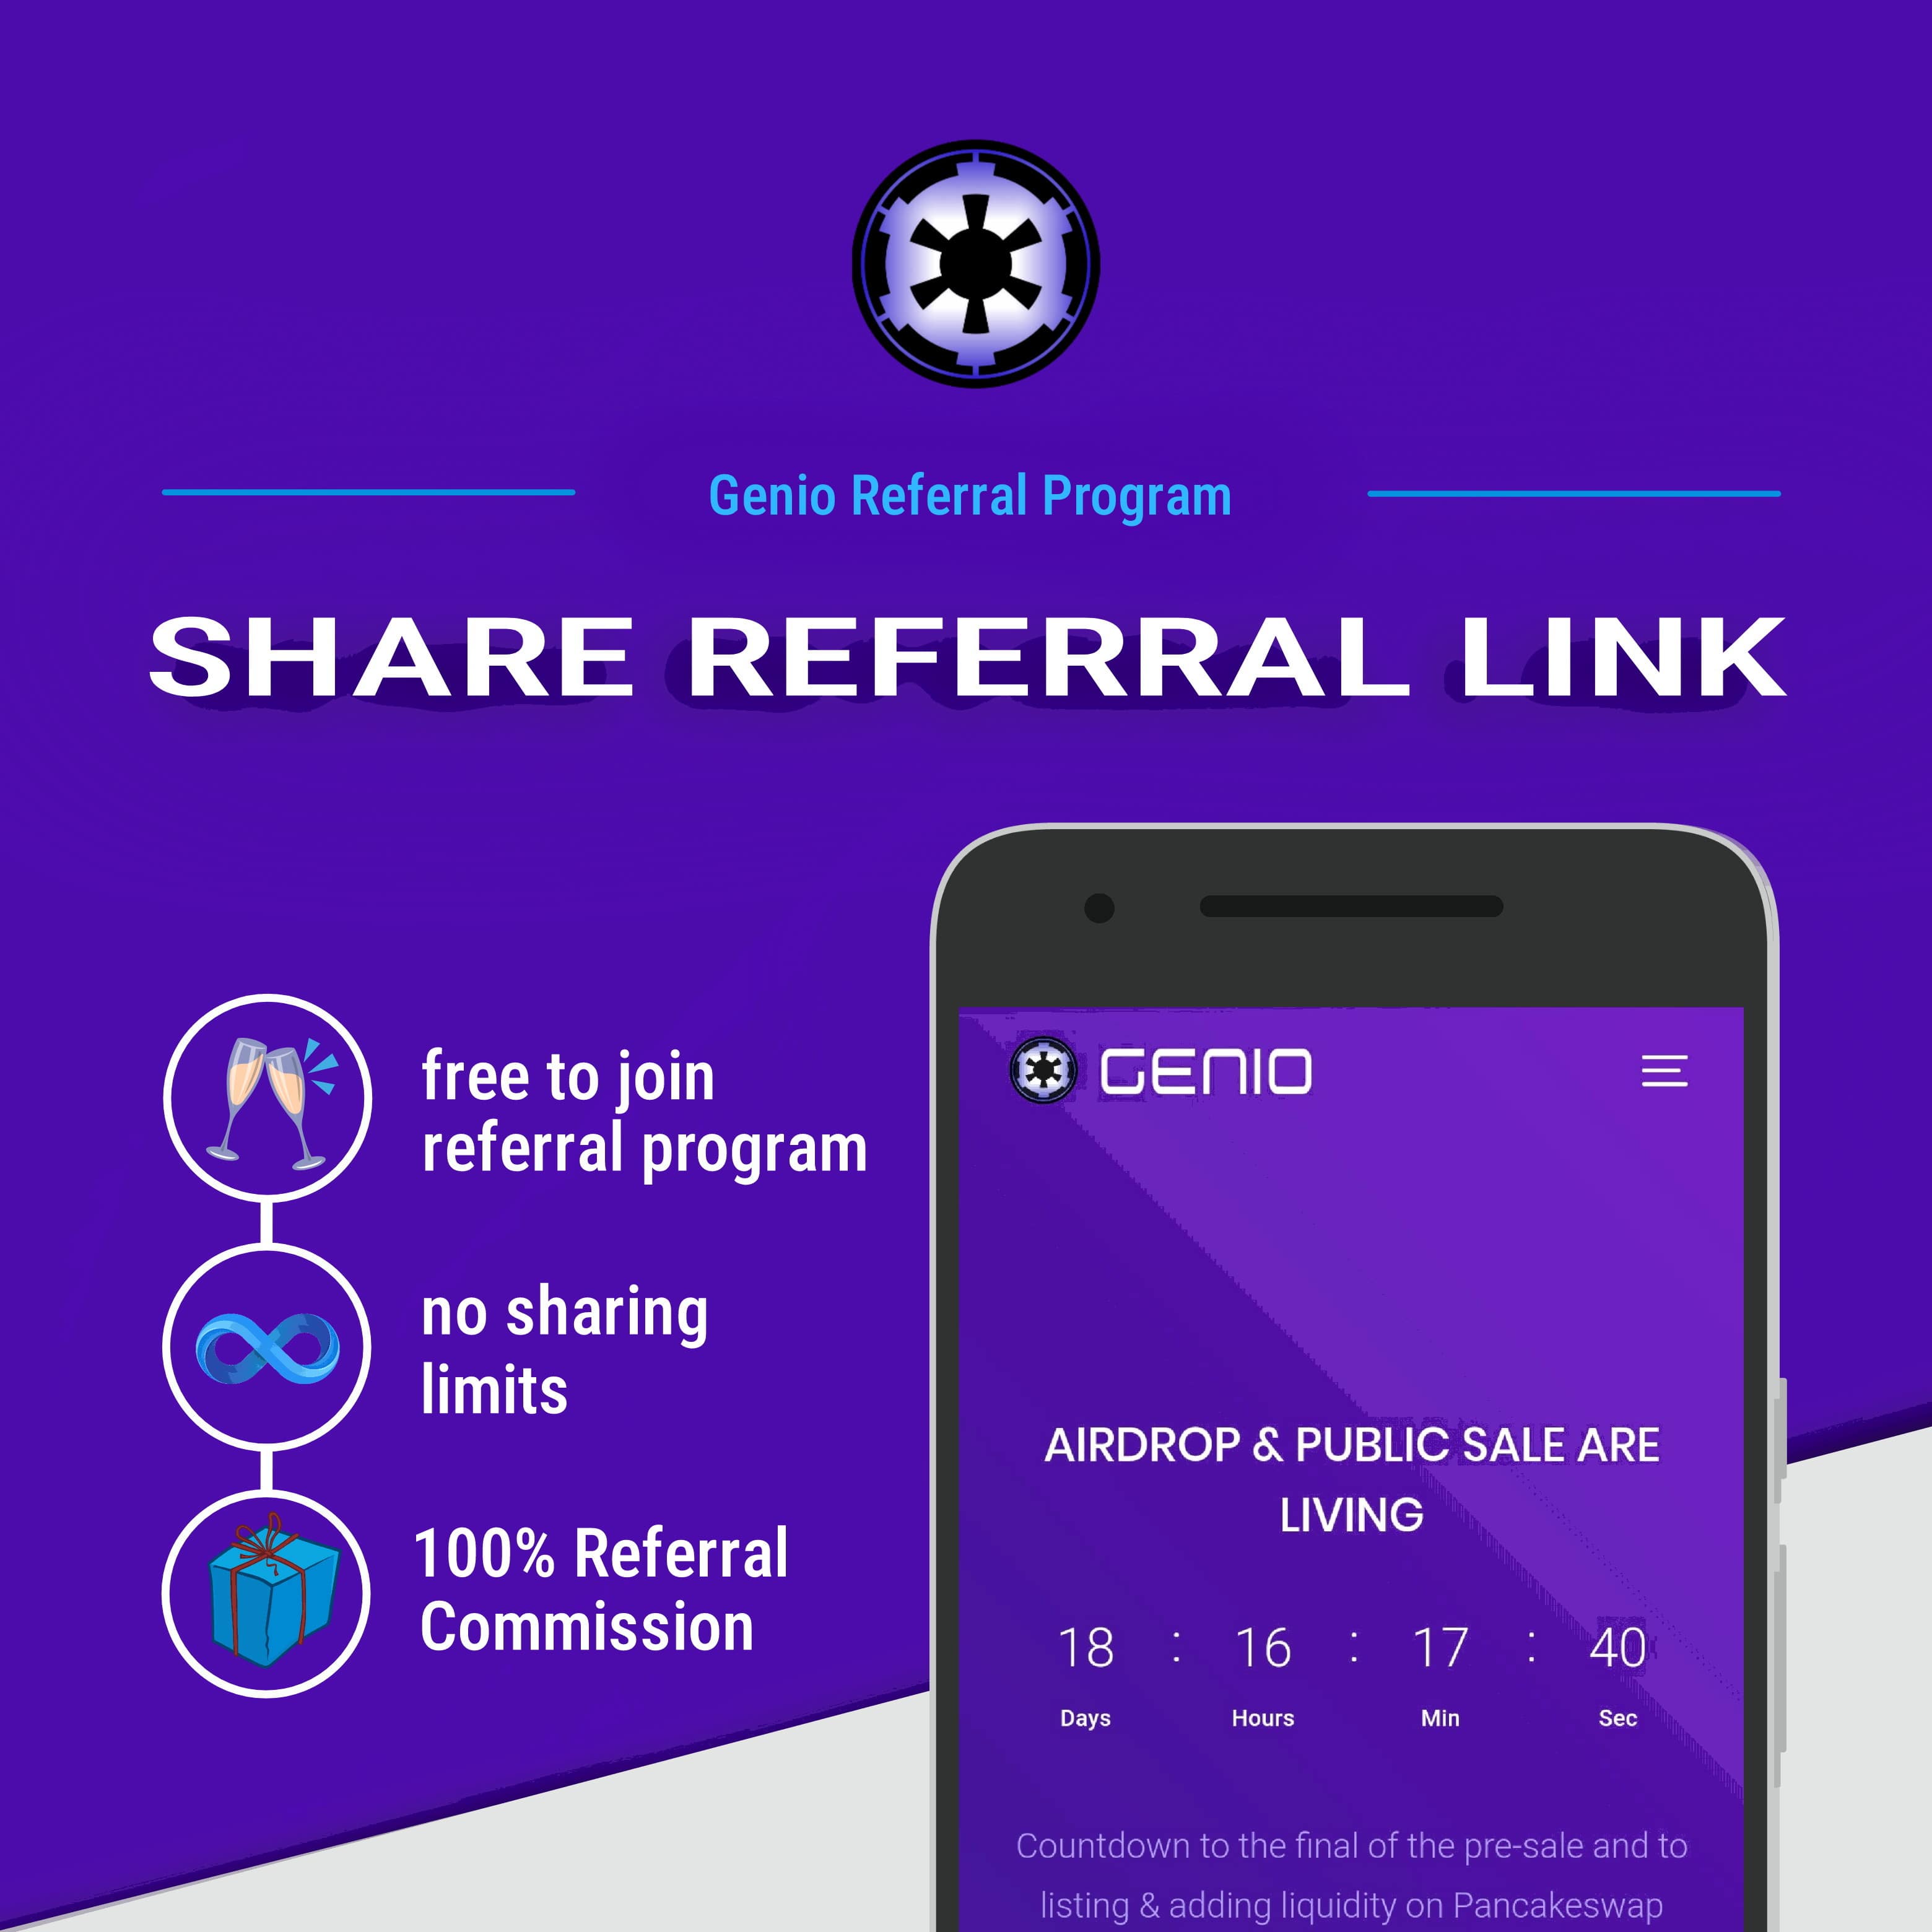 Genio Referral Program
SHARE REFERRAL LINK
free to join
referral program
no sharing
limits
100% Referral
Commission
GENIO
AIRDROP & PUBLIC SALE ARE
LIVING
18 : 16 : 17 : 40
Days Hours Min Sec
Countdown to the final of the pre-sale and to
listing & adding liquidity on Pancakeswap